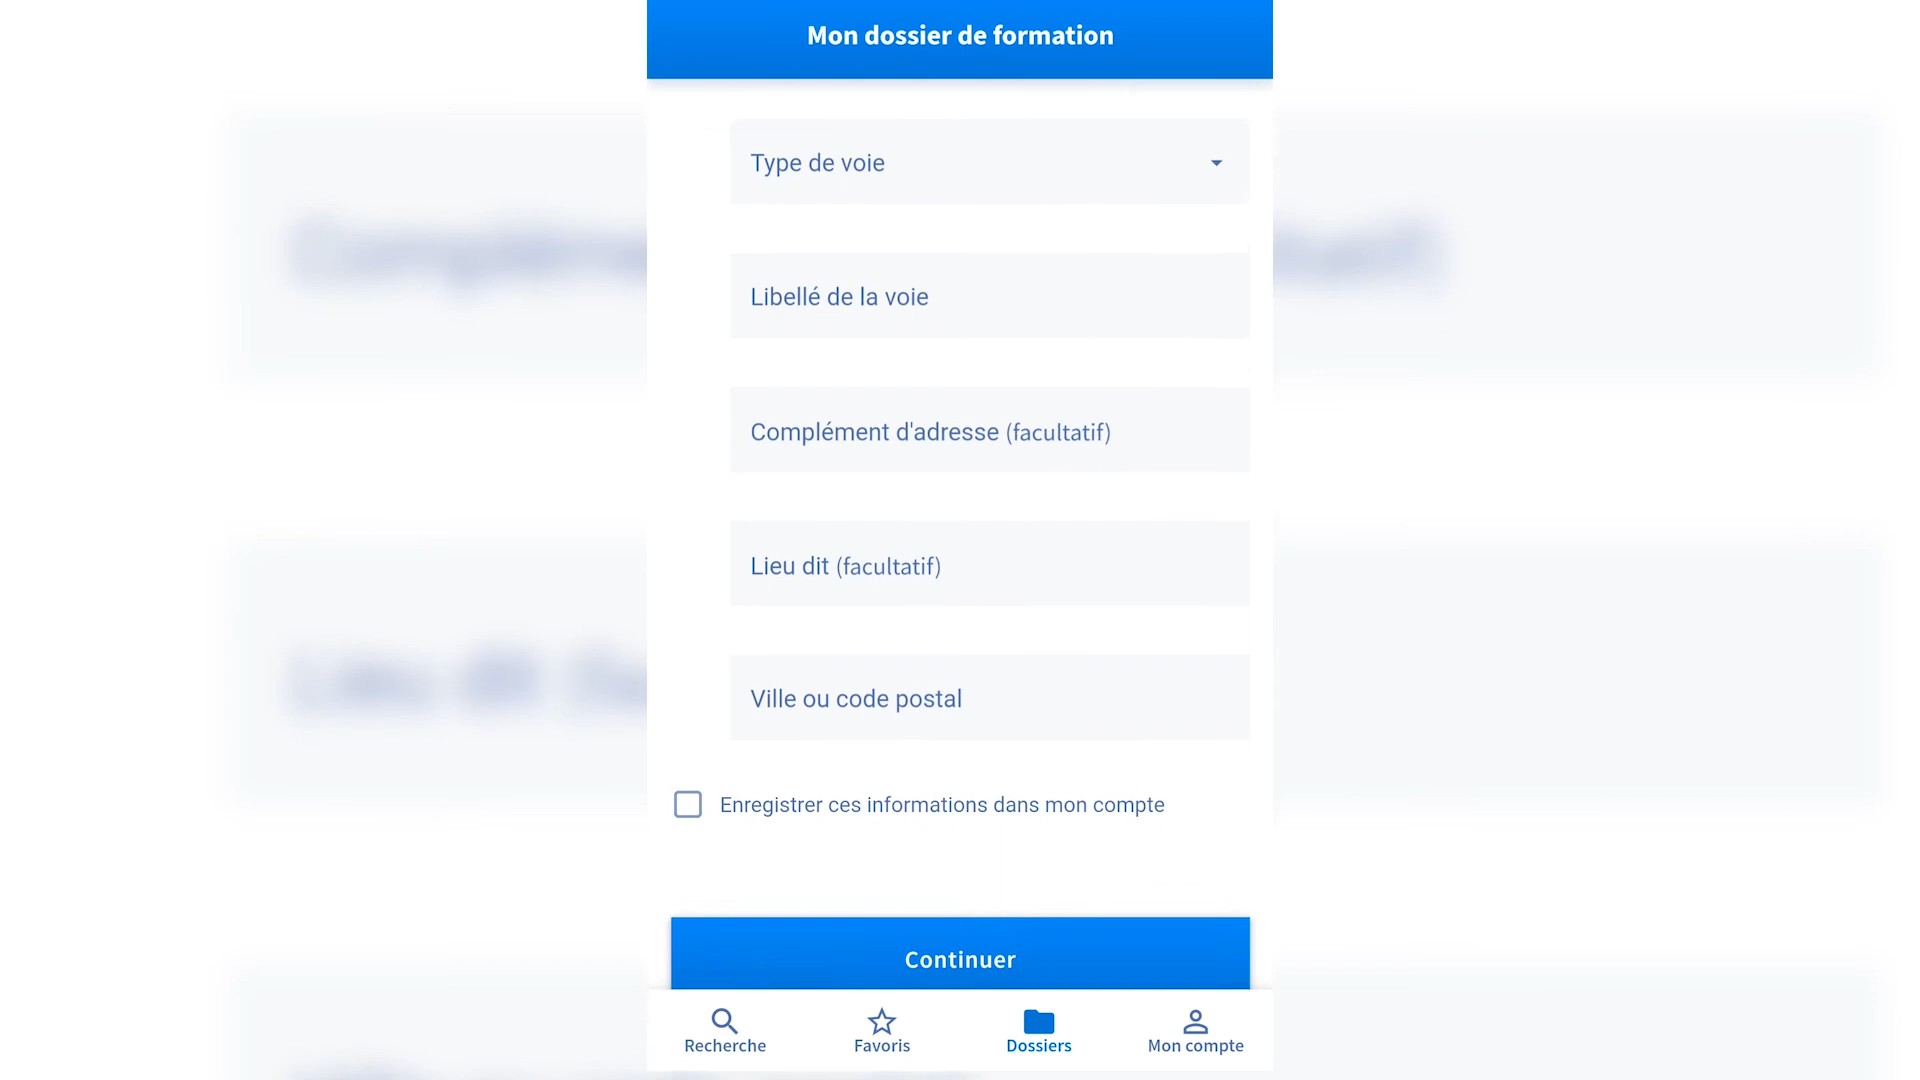 Mon dossier de formation
Type de voie
Libellé de la voie
Complément d'adresse (facultatif)
Lieu dit (facultatif)
Ville ou code postal
Enregistrer ces informations dans mon compte
Continuer
Recherche Favoris Dossiers Mon compte